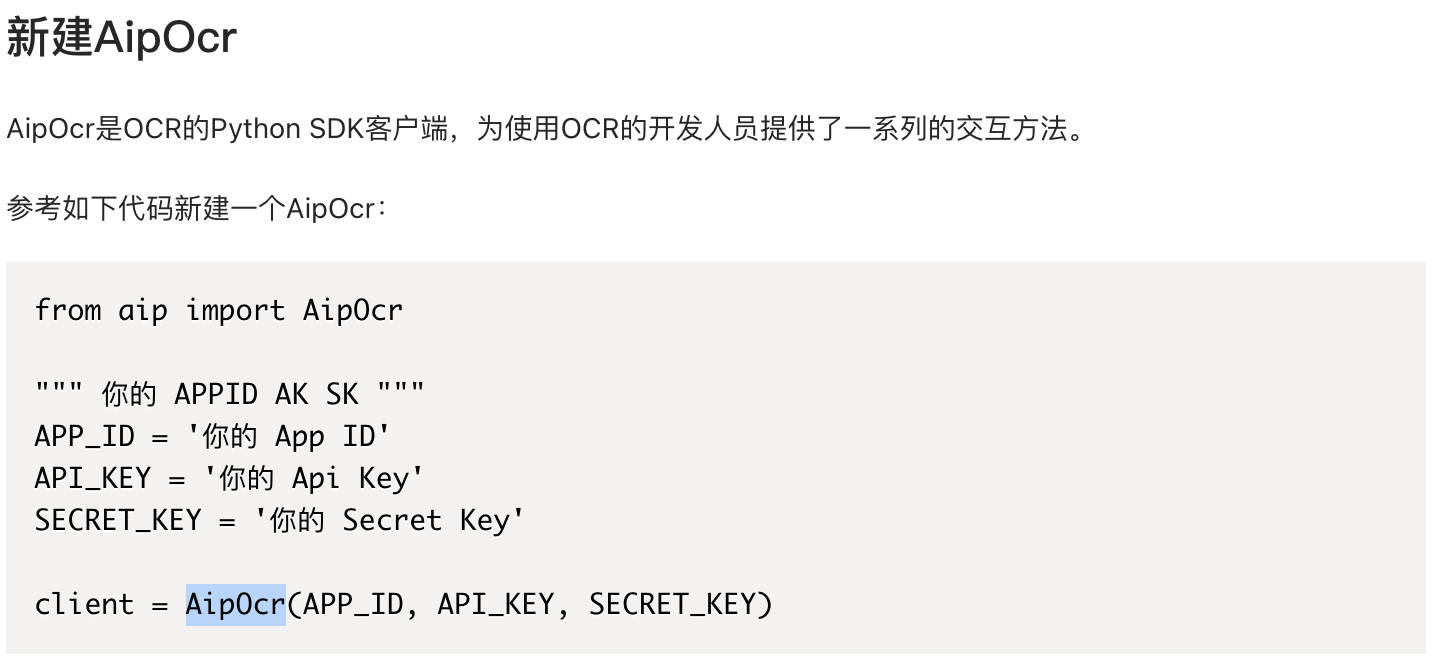 新建AipOcr
AipOcr是OCR的Python SDK客户端，为使用OCR的开发人员提供了一系列的交互方法。
参考如下代码新建一个AipOcr：
from aip import AipOcr
""" 你的 APPID AK SK """
APP_ID = '你的 App ID'
API_KEY = '你的 Api Key'
SECRET_KEY = '你的 Secret Key'
client = AipOcr(APP_ID, API_KEY, SECRET_KEY)